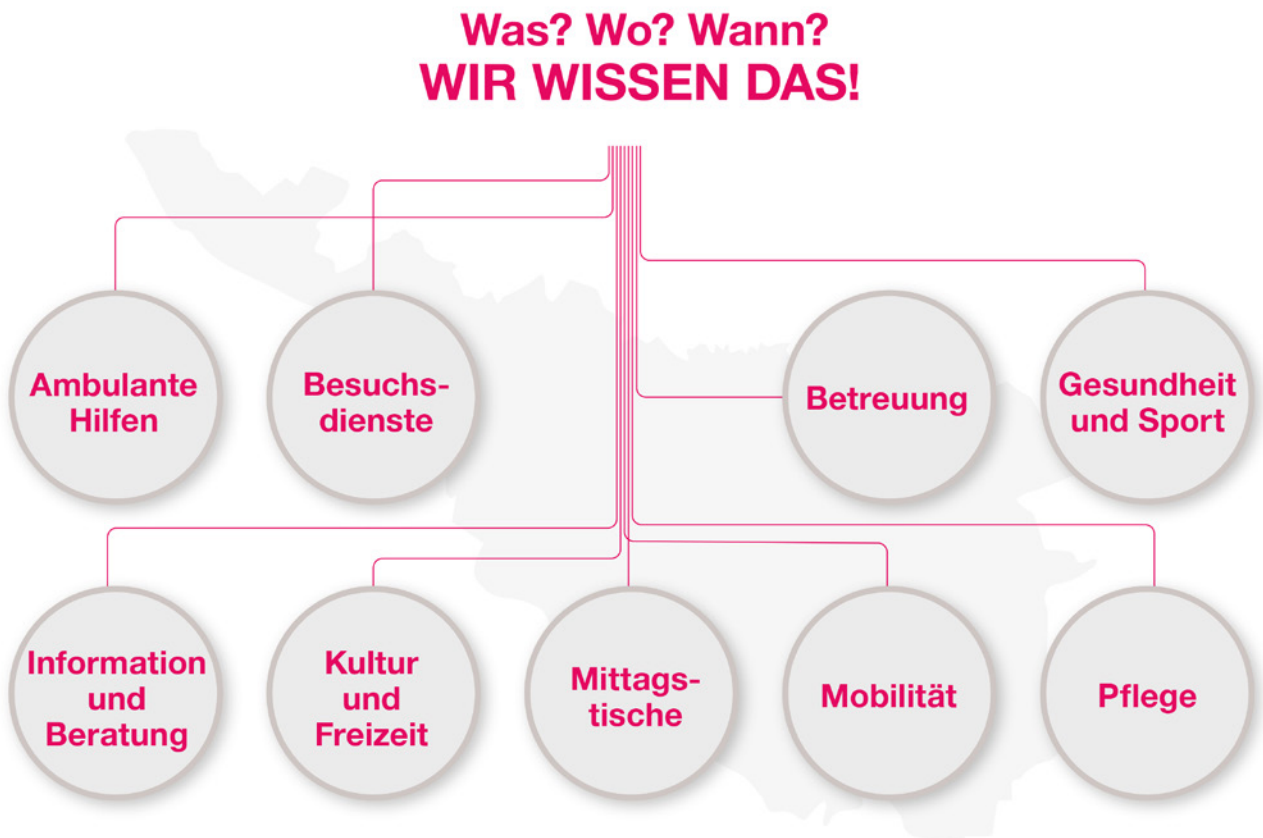 Was? Wo? Wann?
WIR WISSEN DAS!
Ambulante
Hilfen
Besuchs-
dienste
Betreuung
Gesundheit
und Sport
Information
und
Beratung
Kultur
und
Freizeit
Mittags-
tische
Mobilität
Pflege